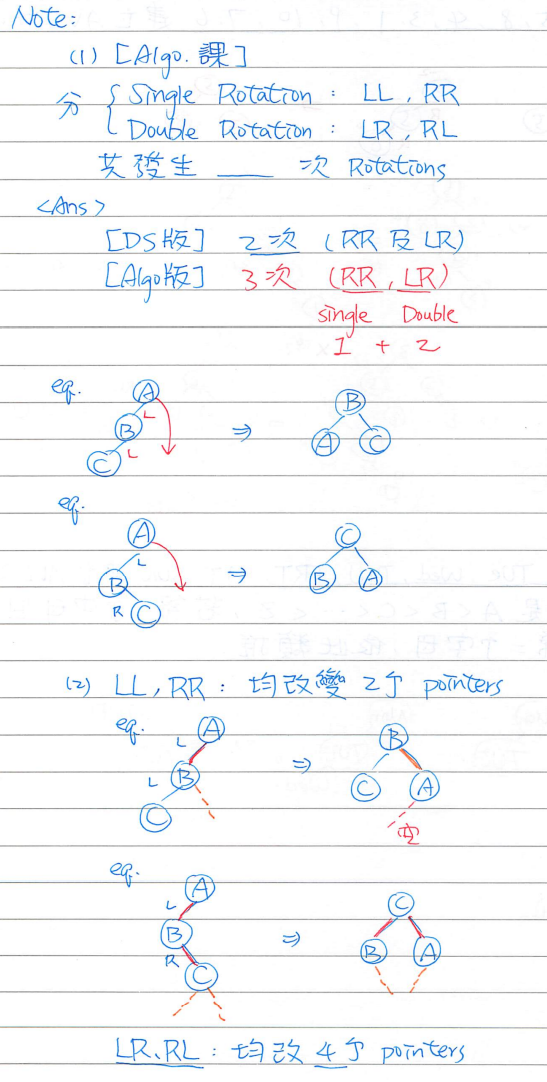 Note:
(1) [Algo. 課]
分 { Single Rotation : LL, RR
Double Rotation : LR, RL
共發生 ___ 次 Rotations
<Ans>
[DS版] 2次 (RR 及 LR)
[Algo版] 3次 (RR, LR)
single Double
1 + 2
eg.
A
L
B
L
C
⇒
B
A C
eg.
A
L
B
R C
⇒
C
B A
(2) LL, RR : 均改變 2个 pointers
eg.
A
L
B
L
C
⇒
B
C A
空
eg.
A
L
B
R
C
⇒
C
B A
LR、RL : 均改 4个 pointers